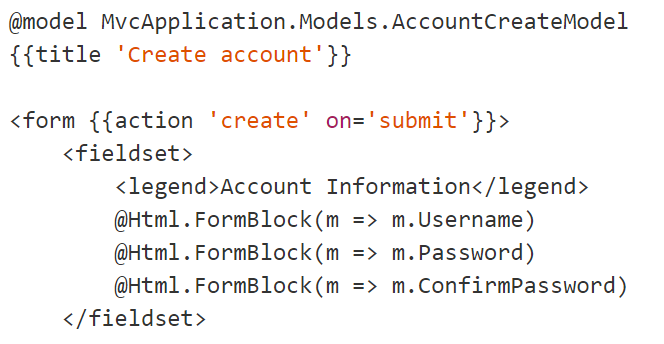 @model MvcApplication.Models.AccountCreateModel
{{title 'Create account'}}

<form {{action 'create' on='submit'}}>
    <fieldset>
        <legend>Account Information</legend>
        @Html.FormBlock(m => m.Username)
        @Html.FormBlock(m => m.Password)
        @Html.FormBlock(m => m.ConfirmPassword)
    </fieldset>